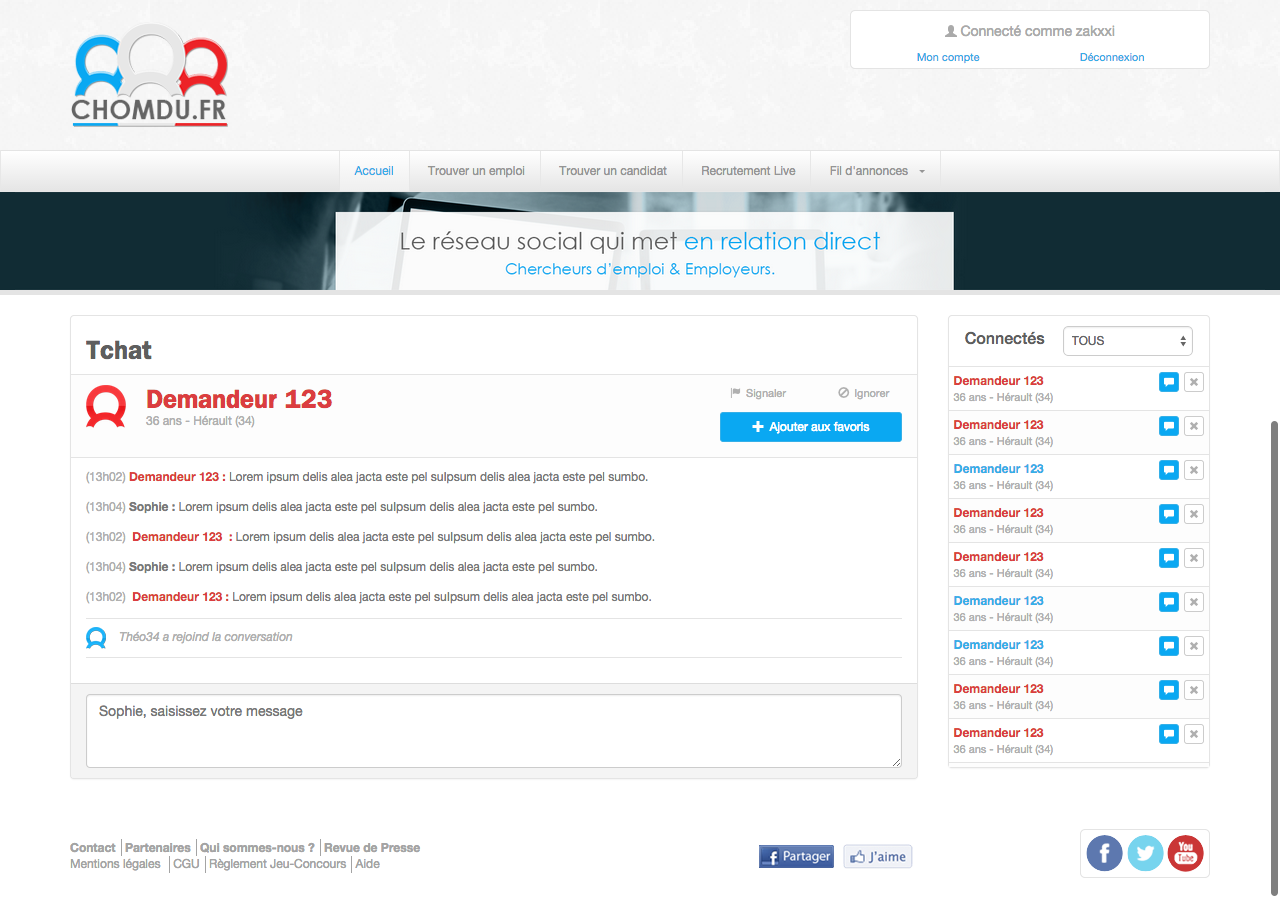 CHOMDU.FR
Connecté comme zakxxi
Mon compte
Déconnexion
Accueil
Trouver un emploi
Trouver un candidat
Recrutement Live
Fil d'annonces
Le réseau social qui met en relation direct
Chercheurs d'emploi & Employeurs.
Tchat
Demandeur 123
36 ans - Hérault (34)
Signaler
Ignorer
Ajouter aux favoris
(13h02) Demandeur 123 : Lorem ipsum delis alea jacta este pel sulpsum delis alea jacta este pel sumbo.
(13h04) Sophie : Lorem ipsum delis alea jacta este pel sulpsum delis alea jacta este pel sumbo.
(13h02) Demandeur 123 : Lorem ipsum delis alea jacta este pel sulpsum delis alea jacta este pel sumbo.
(13h04) Sophie : Lorem ipsum delis alea jacta este pel sulpsum delis alea jacta este pel sumbo.
(13h02) Demandeur 123 : Lorem ipsum delis alea jacta este pel sulpsum delis alea jacta este pel sumbo.
Théo34 a rejoind la conversation
Sophie, saisissez votre message
Connectés
TOUS
Demandeur 123
36 ans - Hérault (34)
Demandeur 123
36 ans - Hérault (34)
Demandeur 123
36 ans - Hérault (34)
Demandeur 123
36 ans - Hérault (34)
Demandeur 123
36 ans - Hérault (34)
Demandeur 123
36 ans - Hérault (34)
Demandeur 123
36 ans - Hérault (34)
Demandeur 123
36 ans - Hérault (34)
Demandeur 123
36 ans - Hérault (34)
Contact Partenaires Qui sommes-nous ? Revue de Presse
Mentions légales CGU Règlement Jeu-Concours Aide
f Partager
J'aime
f
You
Tube